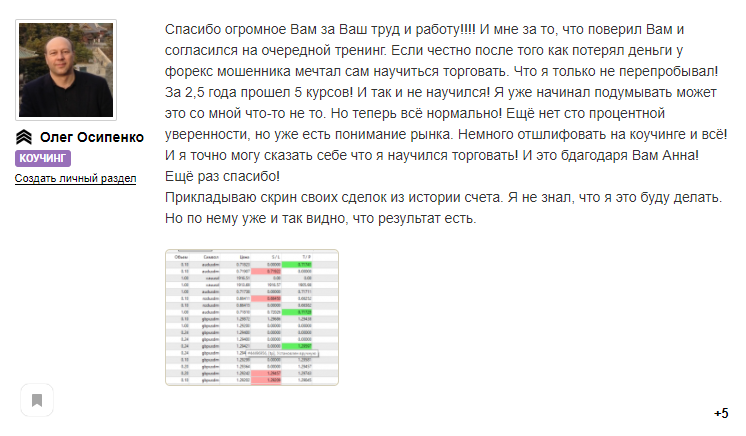 Спасибо огромное Вам за Ваш труд и работу!!!! И мне за то, что поверил Вам и
согласился на очередной тренинг. Если честно после того как потерял деньги у
форекс мошенника мечтал сам научиться торговать. Что я только не перепробывал!
За 2,5 года прошел 5 курсов! И так и не научился! Я уже начинал подумывать может
это со мной что-то не то. Но теперь всё нормально! Ещё нет сто процентной
уверенности, но уже есть понимание рынка. Немного отшлифовать на коучинге и всё!
И я точно могу сказать себе что я научился торговать! И это бдагодаря Вам Анна!
Ещё раз спасибо!
Прикладываю скрин своих сделок из истории счета. Я не знал, что я это буду делать.
Но по нему уже и так видно, что результат есть.
Олег Осипенко
КОУЧИНГ
Создать личный раздел
+5